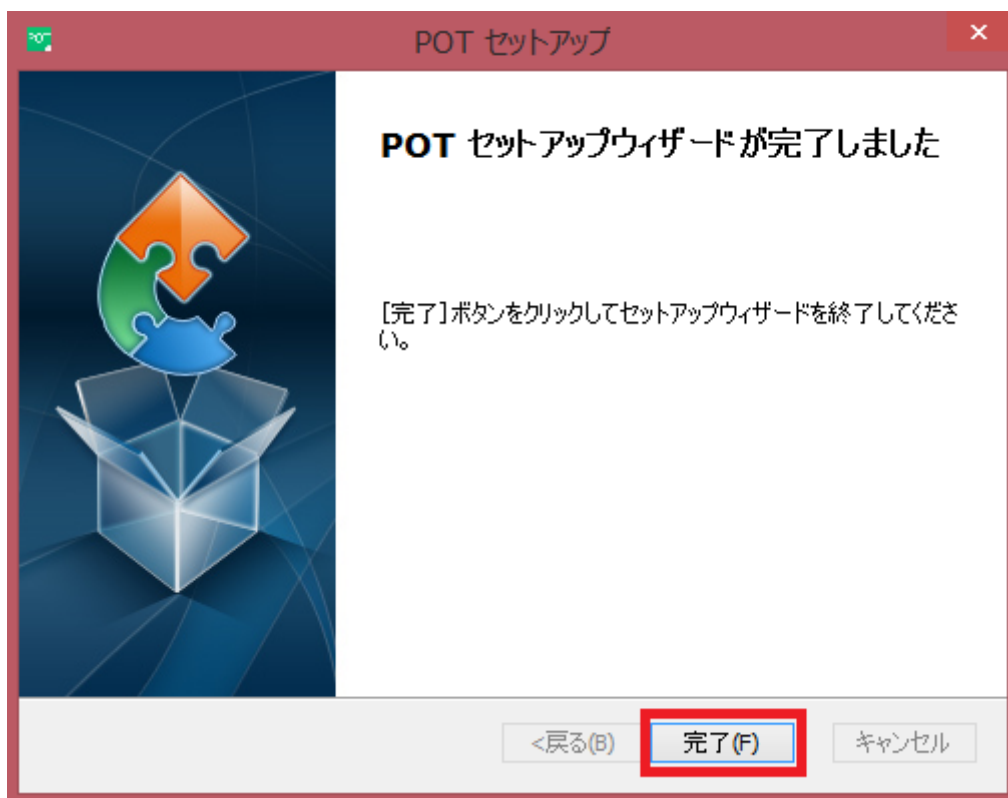 POT セットアップ
POT セットアップウィザードが完了しました
[完了]ボタンをクリックしてセットアップウィザードを終了してくださ
い。
<戻る(B) 完了(F) キャンセル